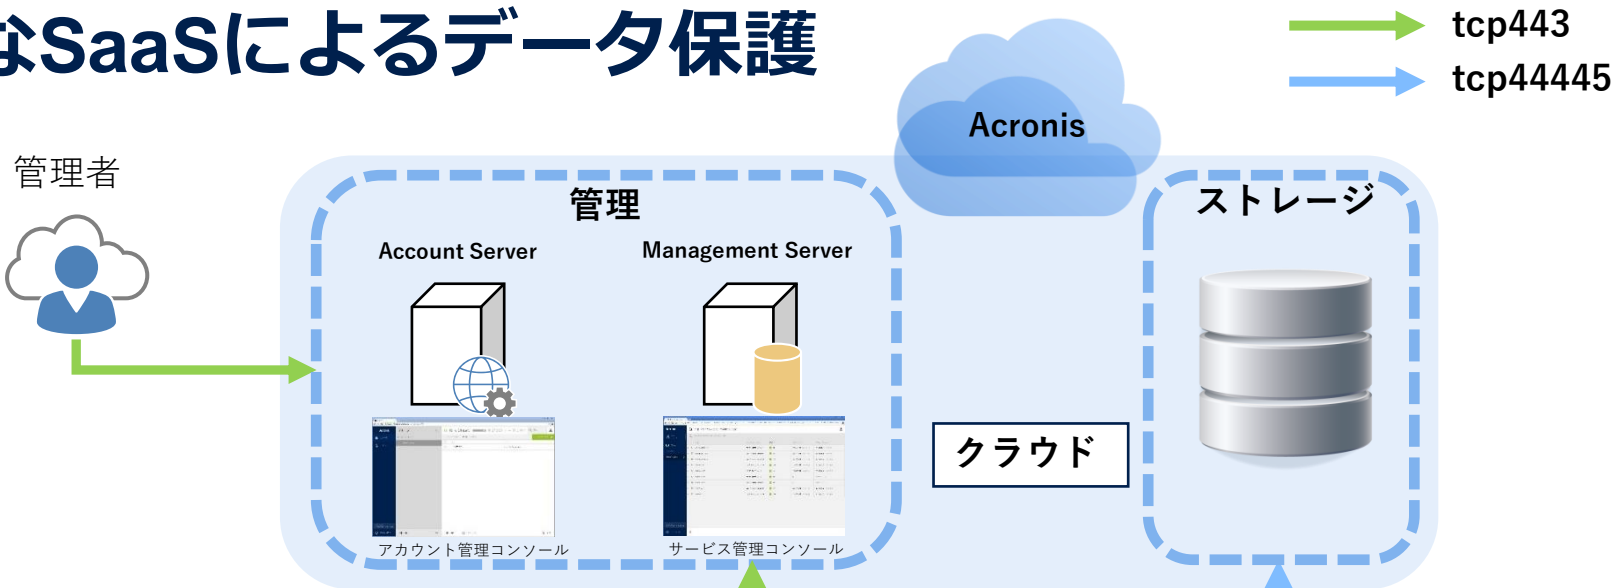 なSaaSによるデータ保護
tcp443
tcp44445
Acronis
管理者
管理
ストレージ
Account Server
Management Server
クラウド
アカウント管理コンソール
サービス管理コンソール